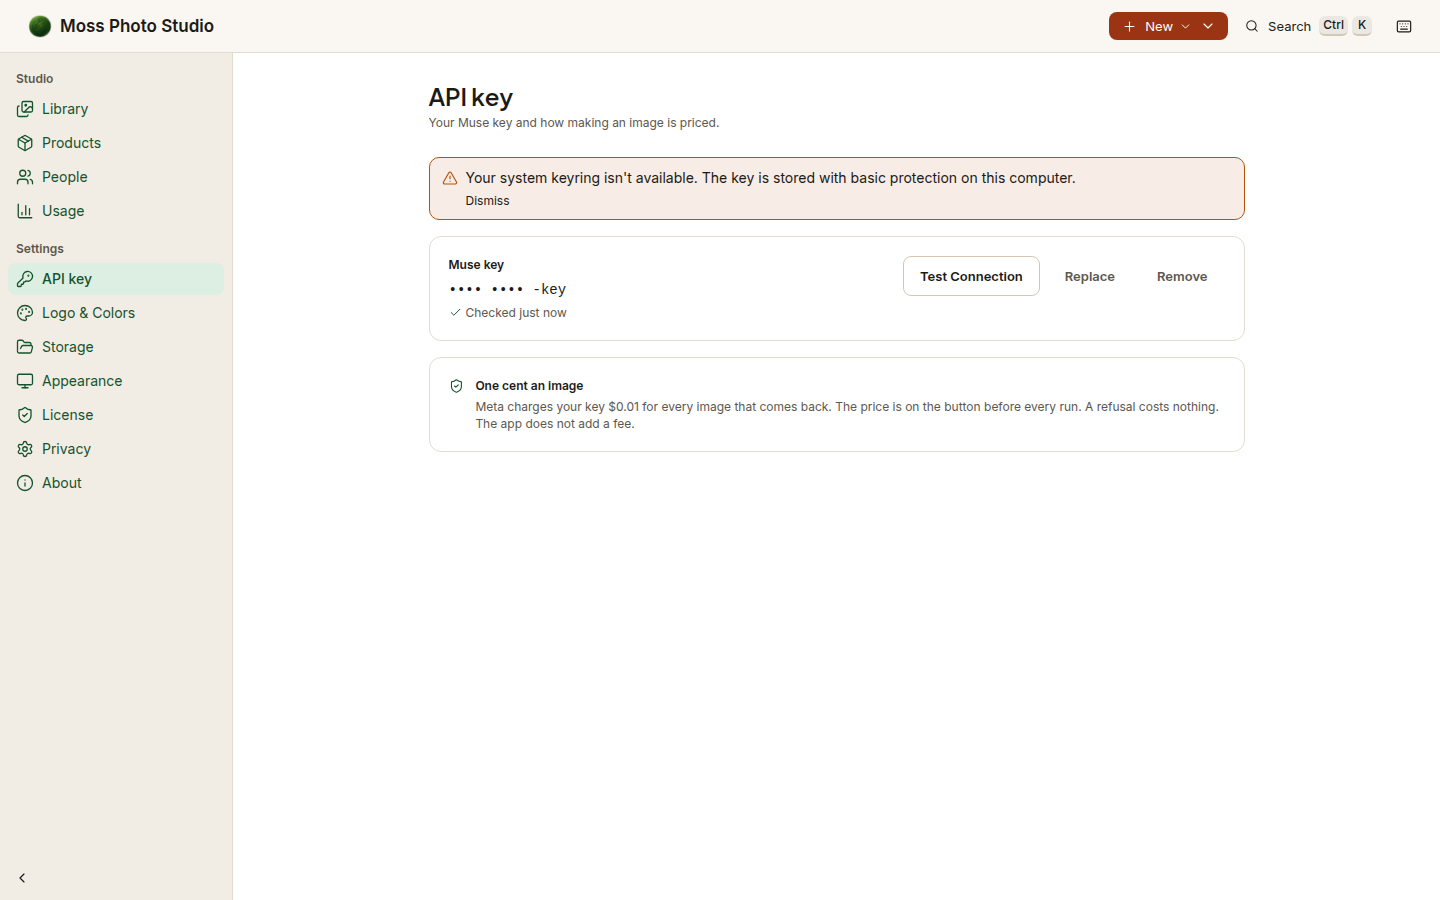 Moss Photo Studio
New
Search
Ctrl
K
Studio
Library
Products
People
Usage
Settings
API key
Logo & Colors
Storage
Appearance
License
Privacy
About
API key
Your Muse key and how making an image is priced.
Your system keyring isn't available. The key is stored with basic protection on this computer.
Dismiss
Muse key
•••• •••• -key
Checked just now
Test Connection
Replace
Remove
One cent an image
Meta charges your key $0.01 for every image that comes back. The price is on the button before every run. A refusal costs nothing.
The app does not add a fee.